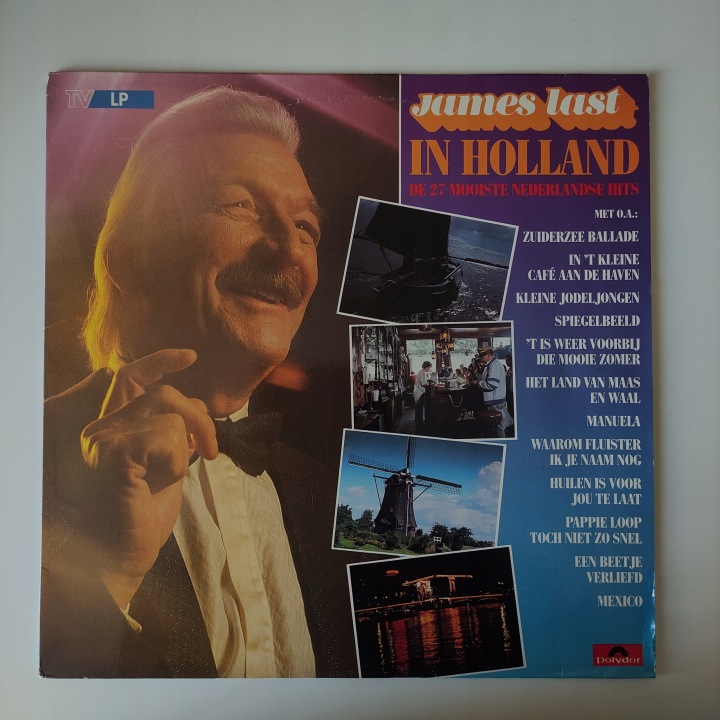 TV LP
james last
IN HOLLAND
DE 27 MOOISTE NEDERLANDSE HITS
MET O.A.:
ZUIDERZEE BALLADE
IN 'T KLEINE
CAFÉ AAN DE HAVEN
KLEINE JODELJONGEN
SPIEGELBEELD
'T IS WEER VOORBIJ
DIE MOOIE ZOMER
HET LAND VAN MAAS
EN WAAL
MANUELA
WAAROM FLUISTER
IK JE NAAM NOG
HUILEN IS VOOR
JOU TE LAAT
PAPPIE LOOP
TOCH NIET ZO SNEL
EEN BEETJE
VERLIEFD
MEXICO
polydor